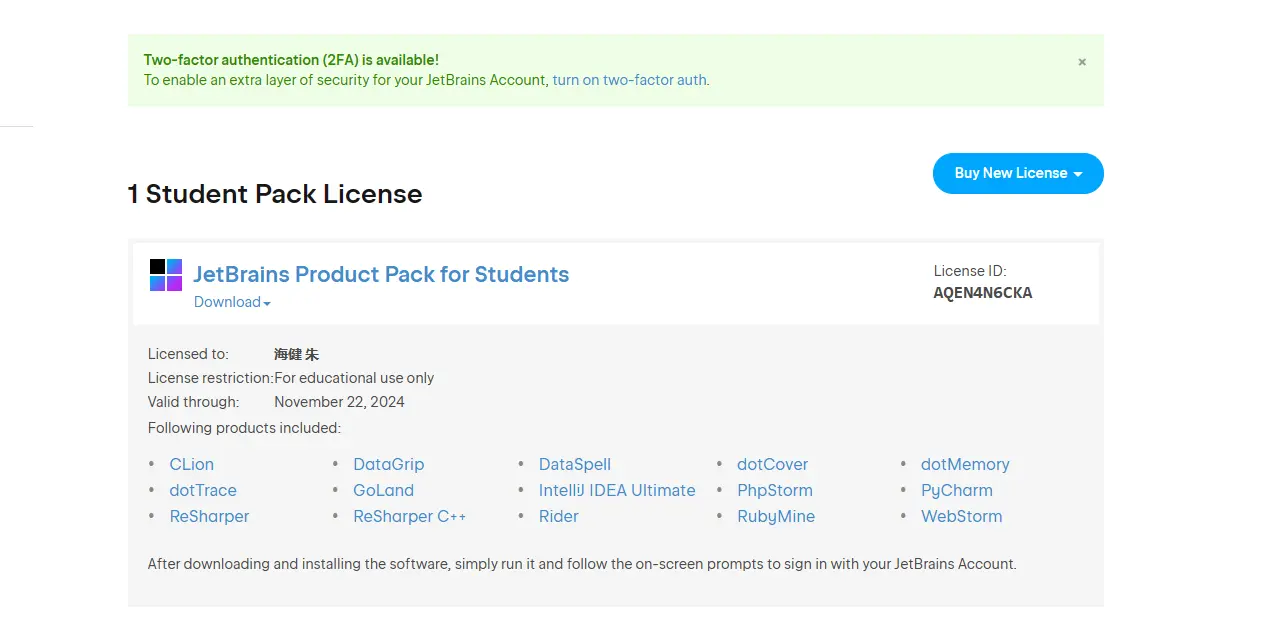 Two-factor authentication (2FA) is available!
To enable an extra layer of security for your JetBrains Account, turn on two-factor auth.
×
Buy New License
1 Student Pack License
JetBrains Product Pack for Students
Download
License ID:
AQEN4N6CKA
Licensed to: 海健 朱
License restriction:For educational use only
Valid through: November 22, 2024
Following products included:
• CLion • DataGrip • DataSpell • dotCover • dotMemory
• dotTrace • GoLand • IntelliJ IDEA Ultimate • PhpStorm • PyCharm
• ReSharper • ReSharper C++ • Rider • RubyMine • WebStorm
After downloading and installing the software, simply run it and follow the on-screen prompts to sign in with your JetBrains Account.